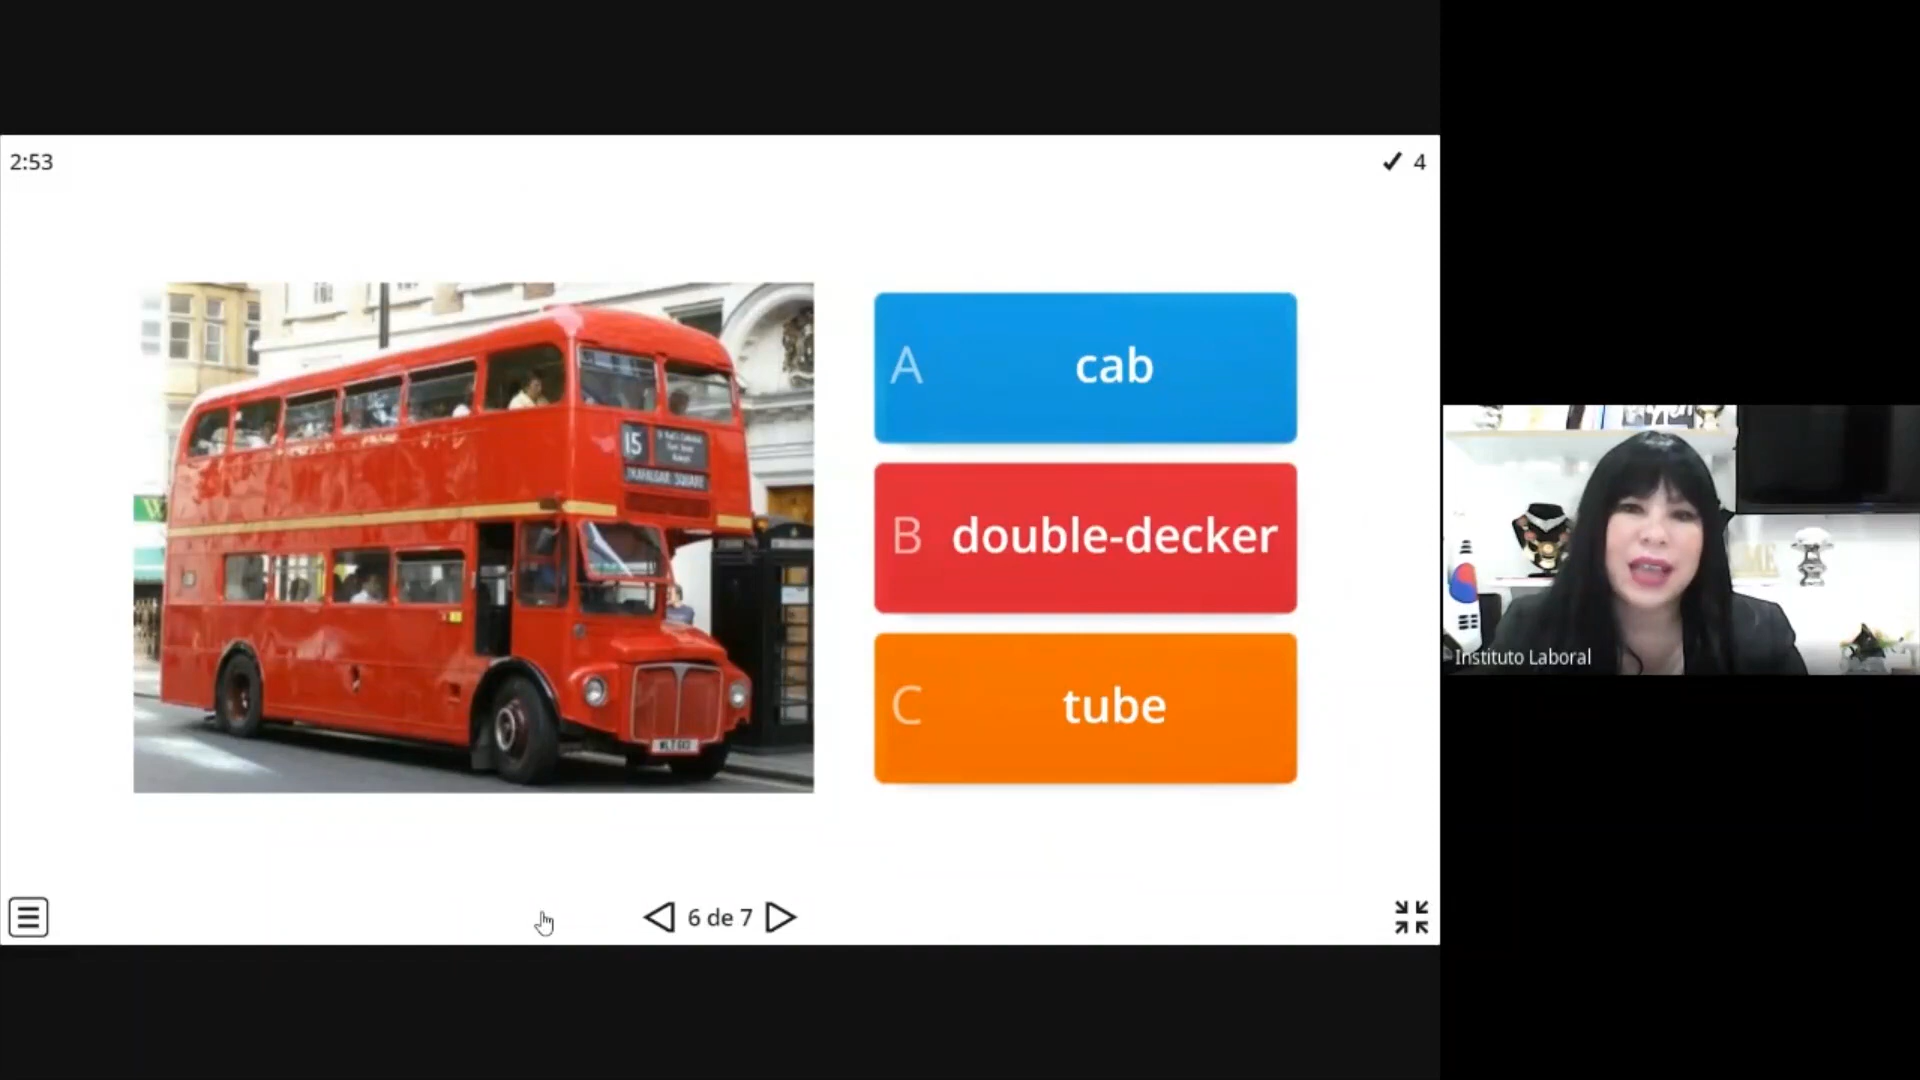 2:53
4
15
TRAFALGAR SQUARE
A cab
B double-decker
C tube
6 de 7
Instituto Laboral